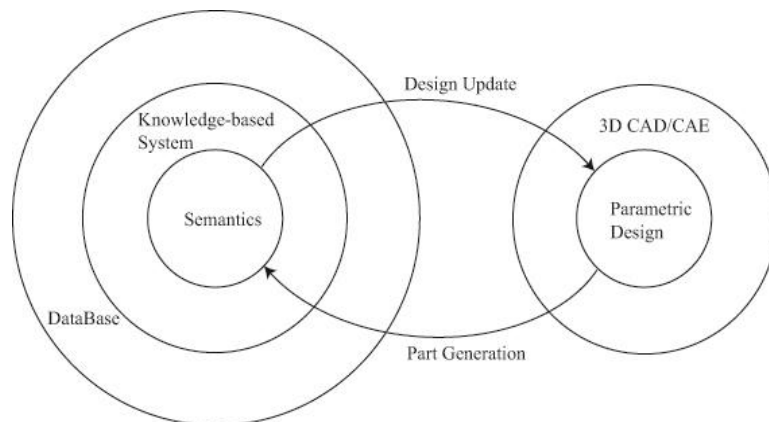 Design Update
Knowledge-based
System
3D CAD/CAE
Semantics
Parametric
Design
DataBase
Part Generation